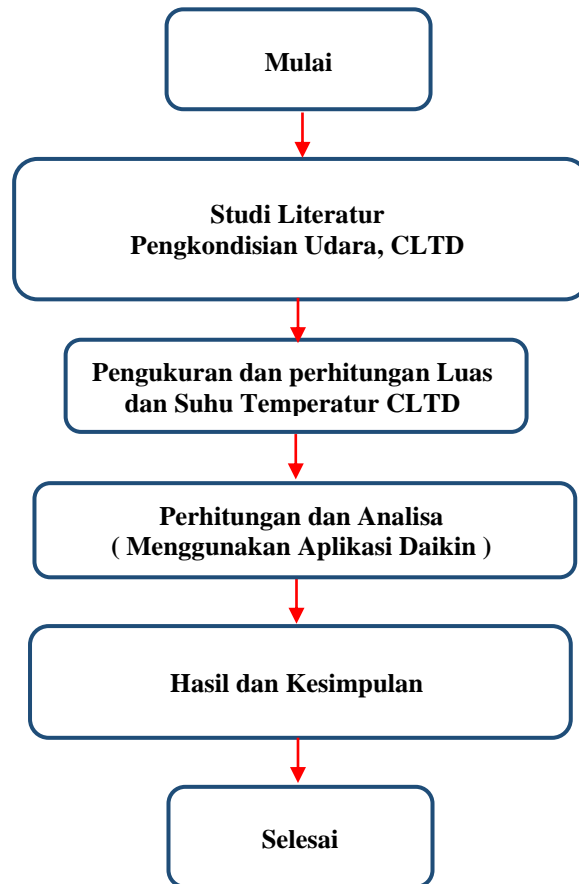 Mulai
Studi Literatur
Pengkondisian Udara, CLTD
Pengukuran dan perhitungan Luas
dan Suhu Temperatur CLTD
Perhitungan dan Analisa
( Menggunakan Aplikasi Daikin )
Hasil dan Kesimpulan
Selesai